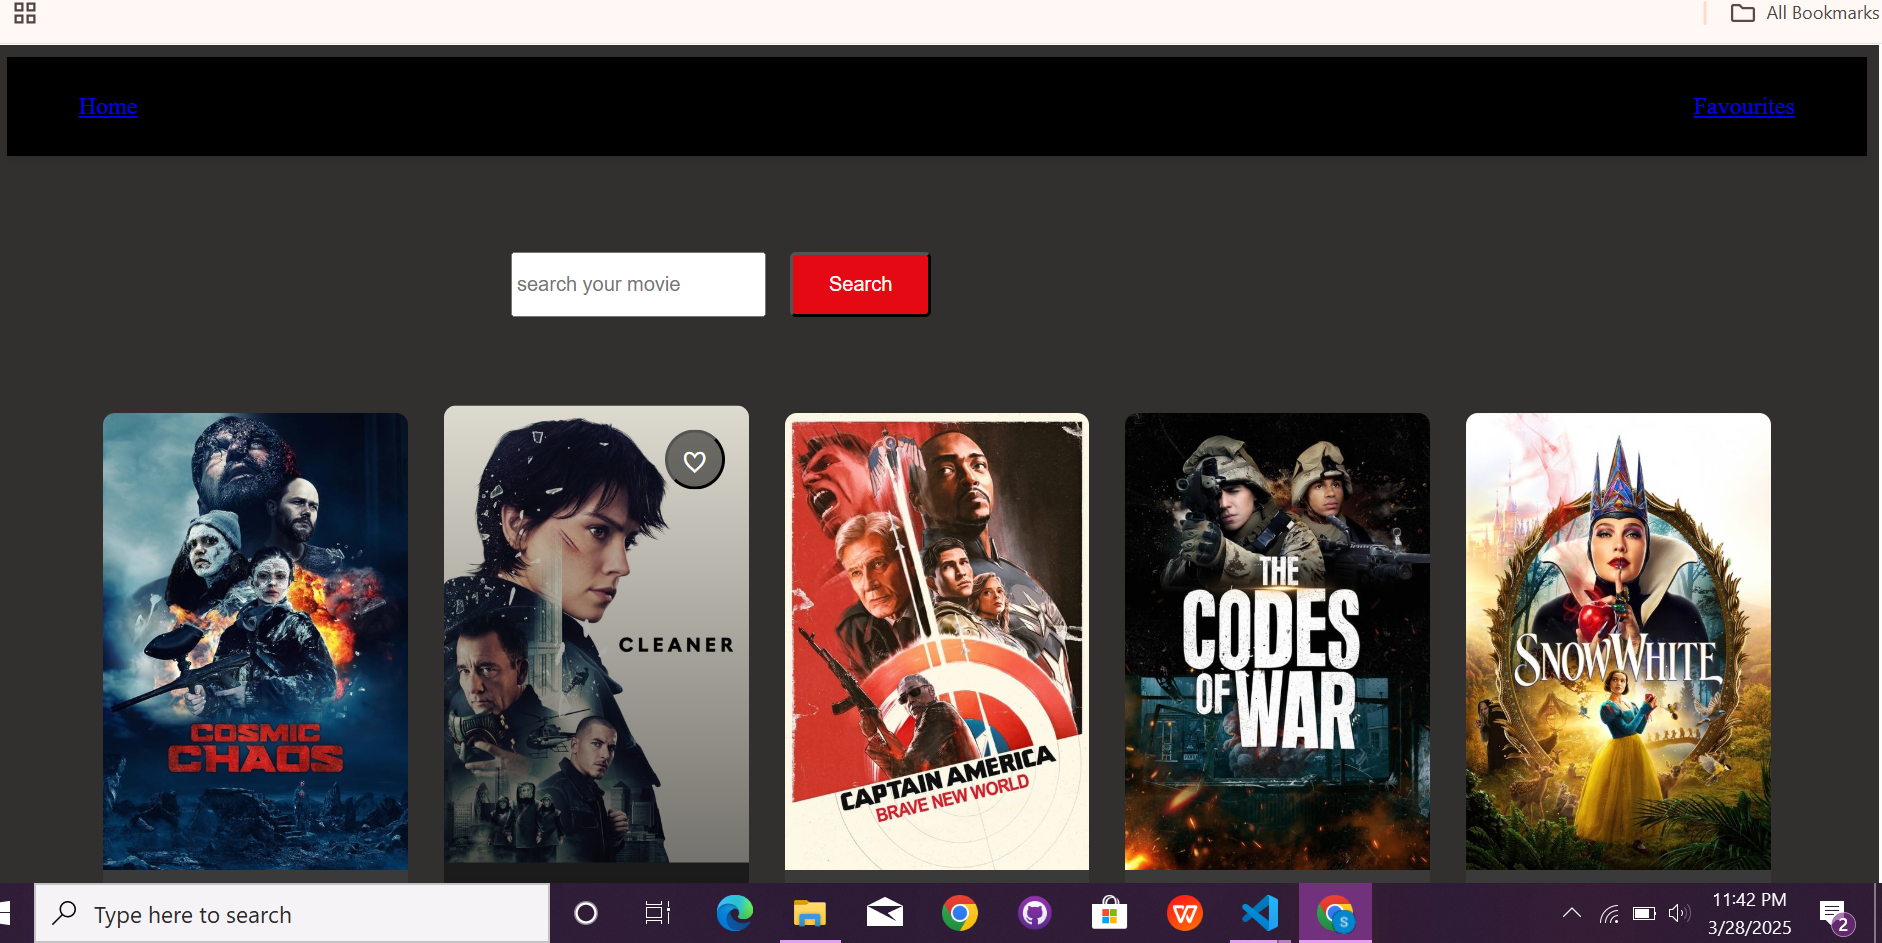 All Bookmarks
Home
Favourites
search your movie
Search
CLEANER
COSMIC
CHAOS
CAPTAIN AMERICA
BRAVE NEW WORLD
THE
CODES
OF WAR
SNOW WHITE
Type here to search
11:42 PM
3/28/2025
2
S
W